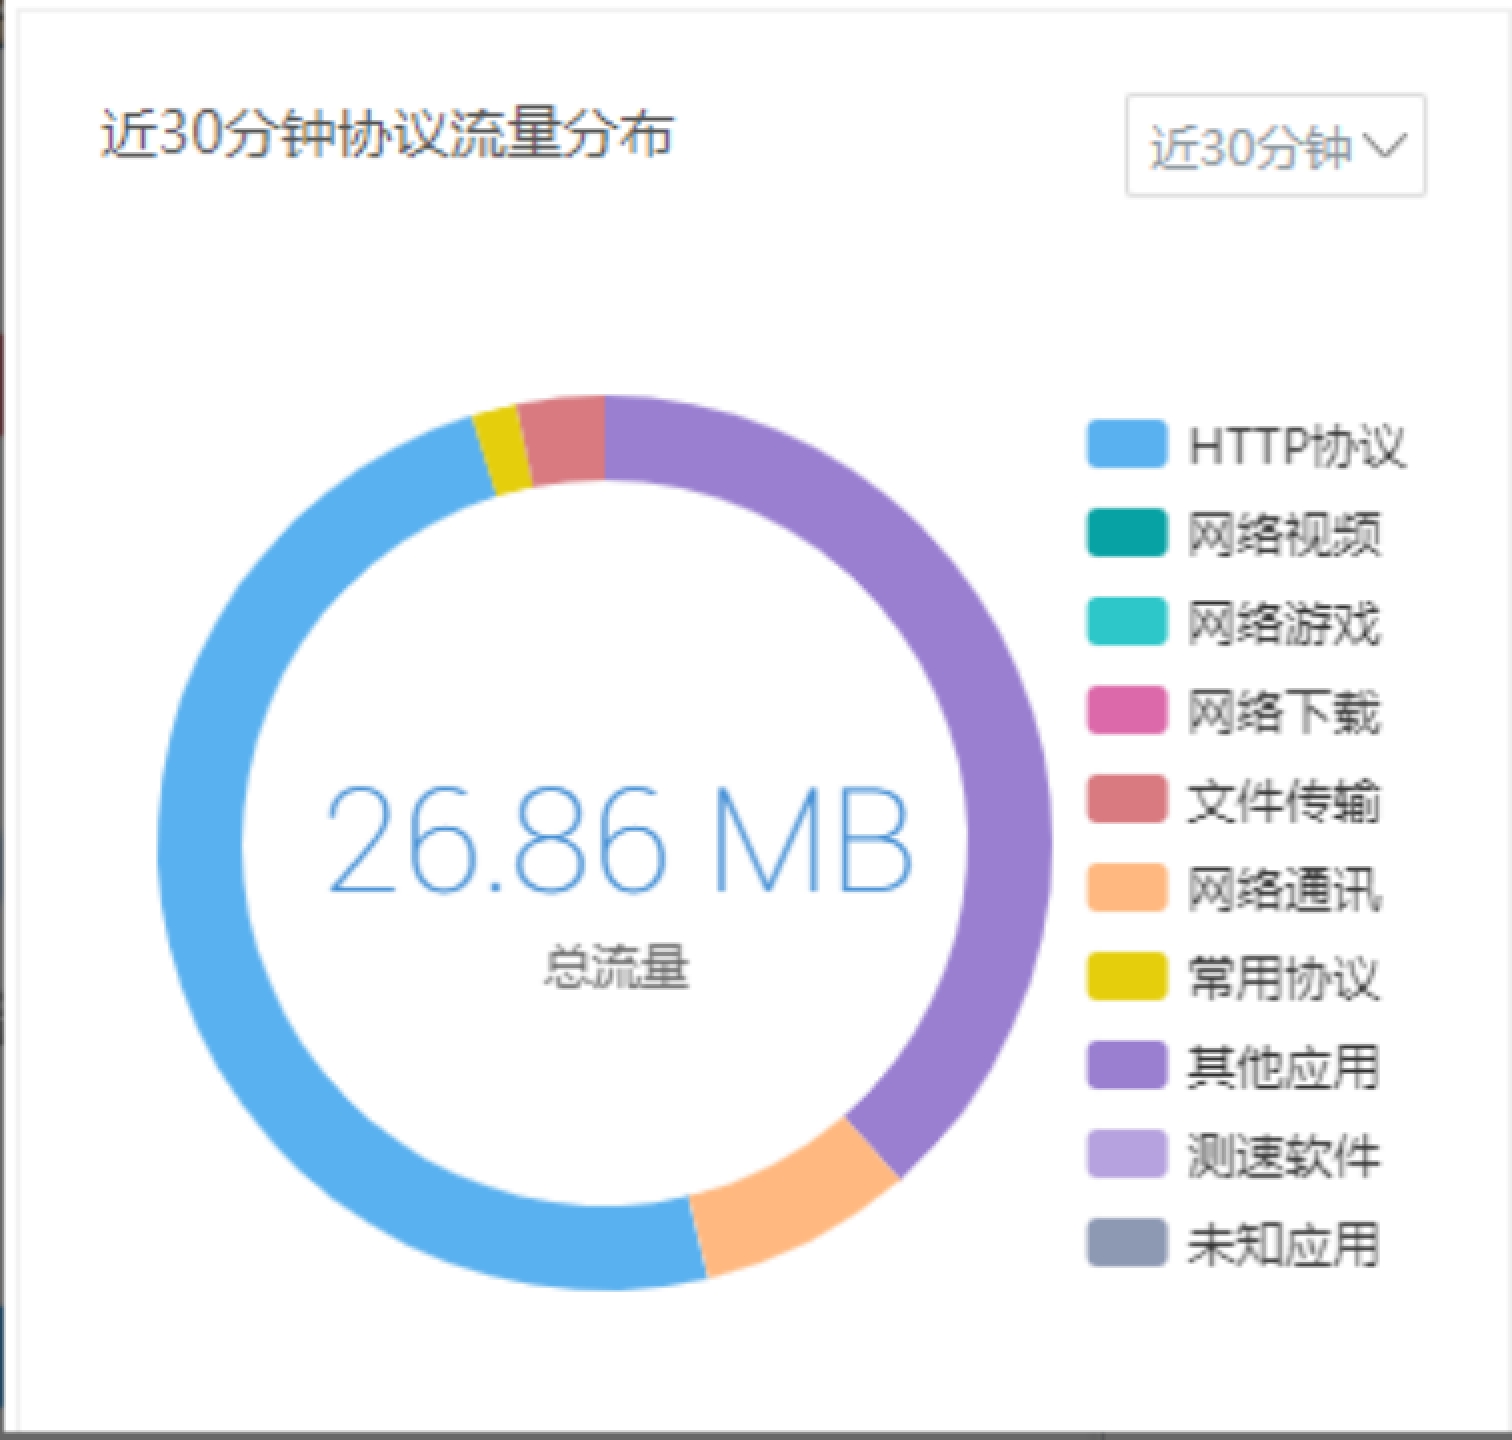 近30分钟协议流量分布
近30分钟
26.86 MB
总流量
HTTP协议
网络视频
网络游戏
网络下载
文件传输
网络通讯
常用协议
其他应用
测速软件
未知应用